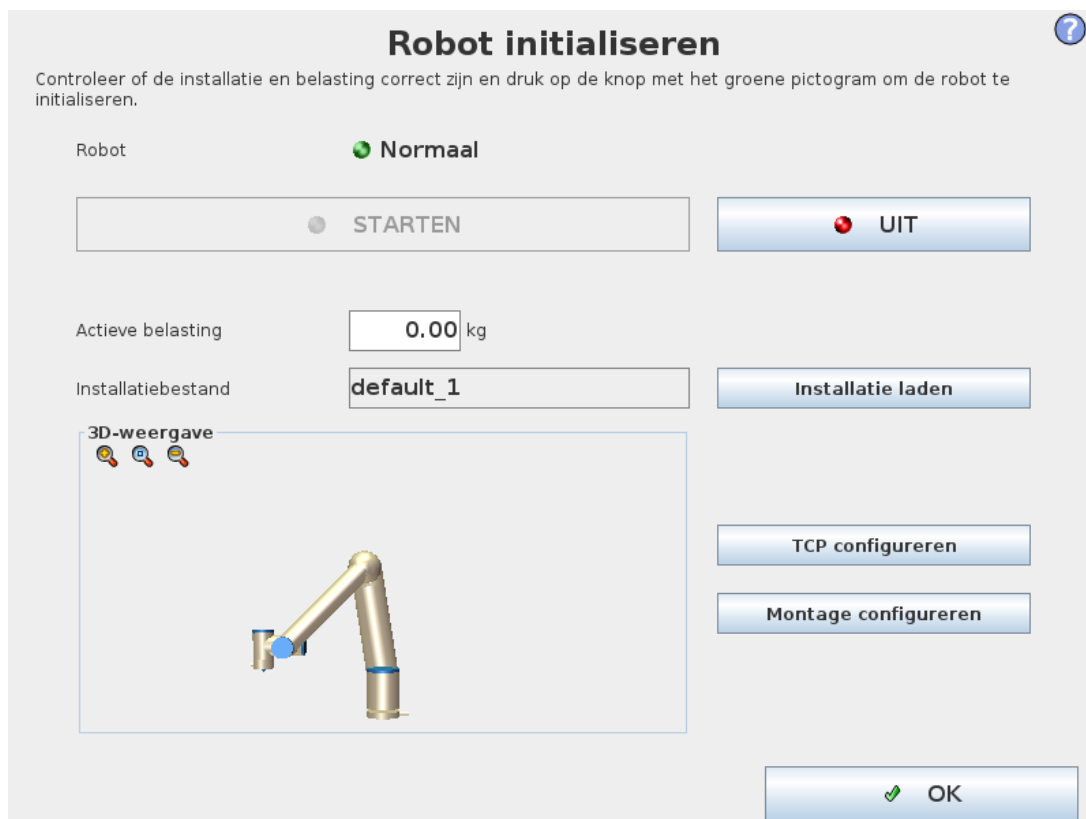 Robot initialiseren
?
Controleer of de installatie en belasting correct zijn en druk op de knop met het groene pictogram om de robot te
initialiseren.
Robot Normaal
STARTEN UIT
Actieve belasting 0.00 kg
Installatiebestand default_1 Installatie laden
3D-weergave
TCP configureren
Montage configureren
OK